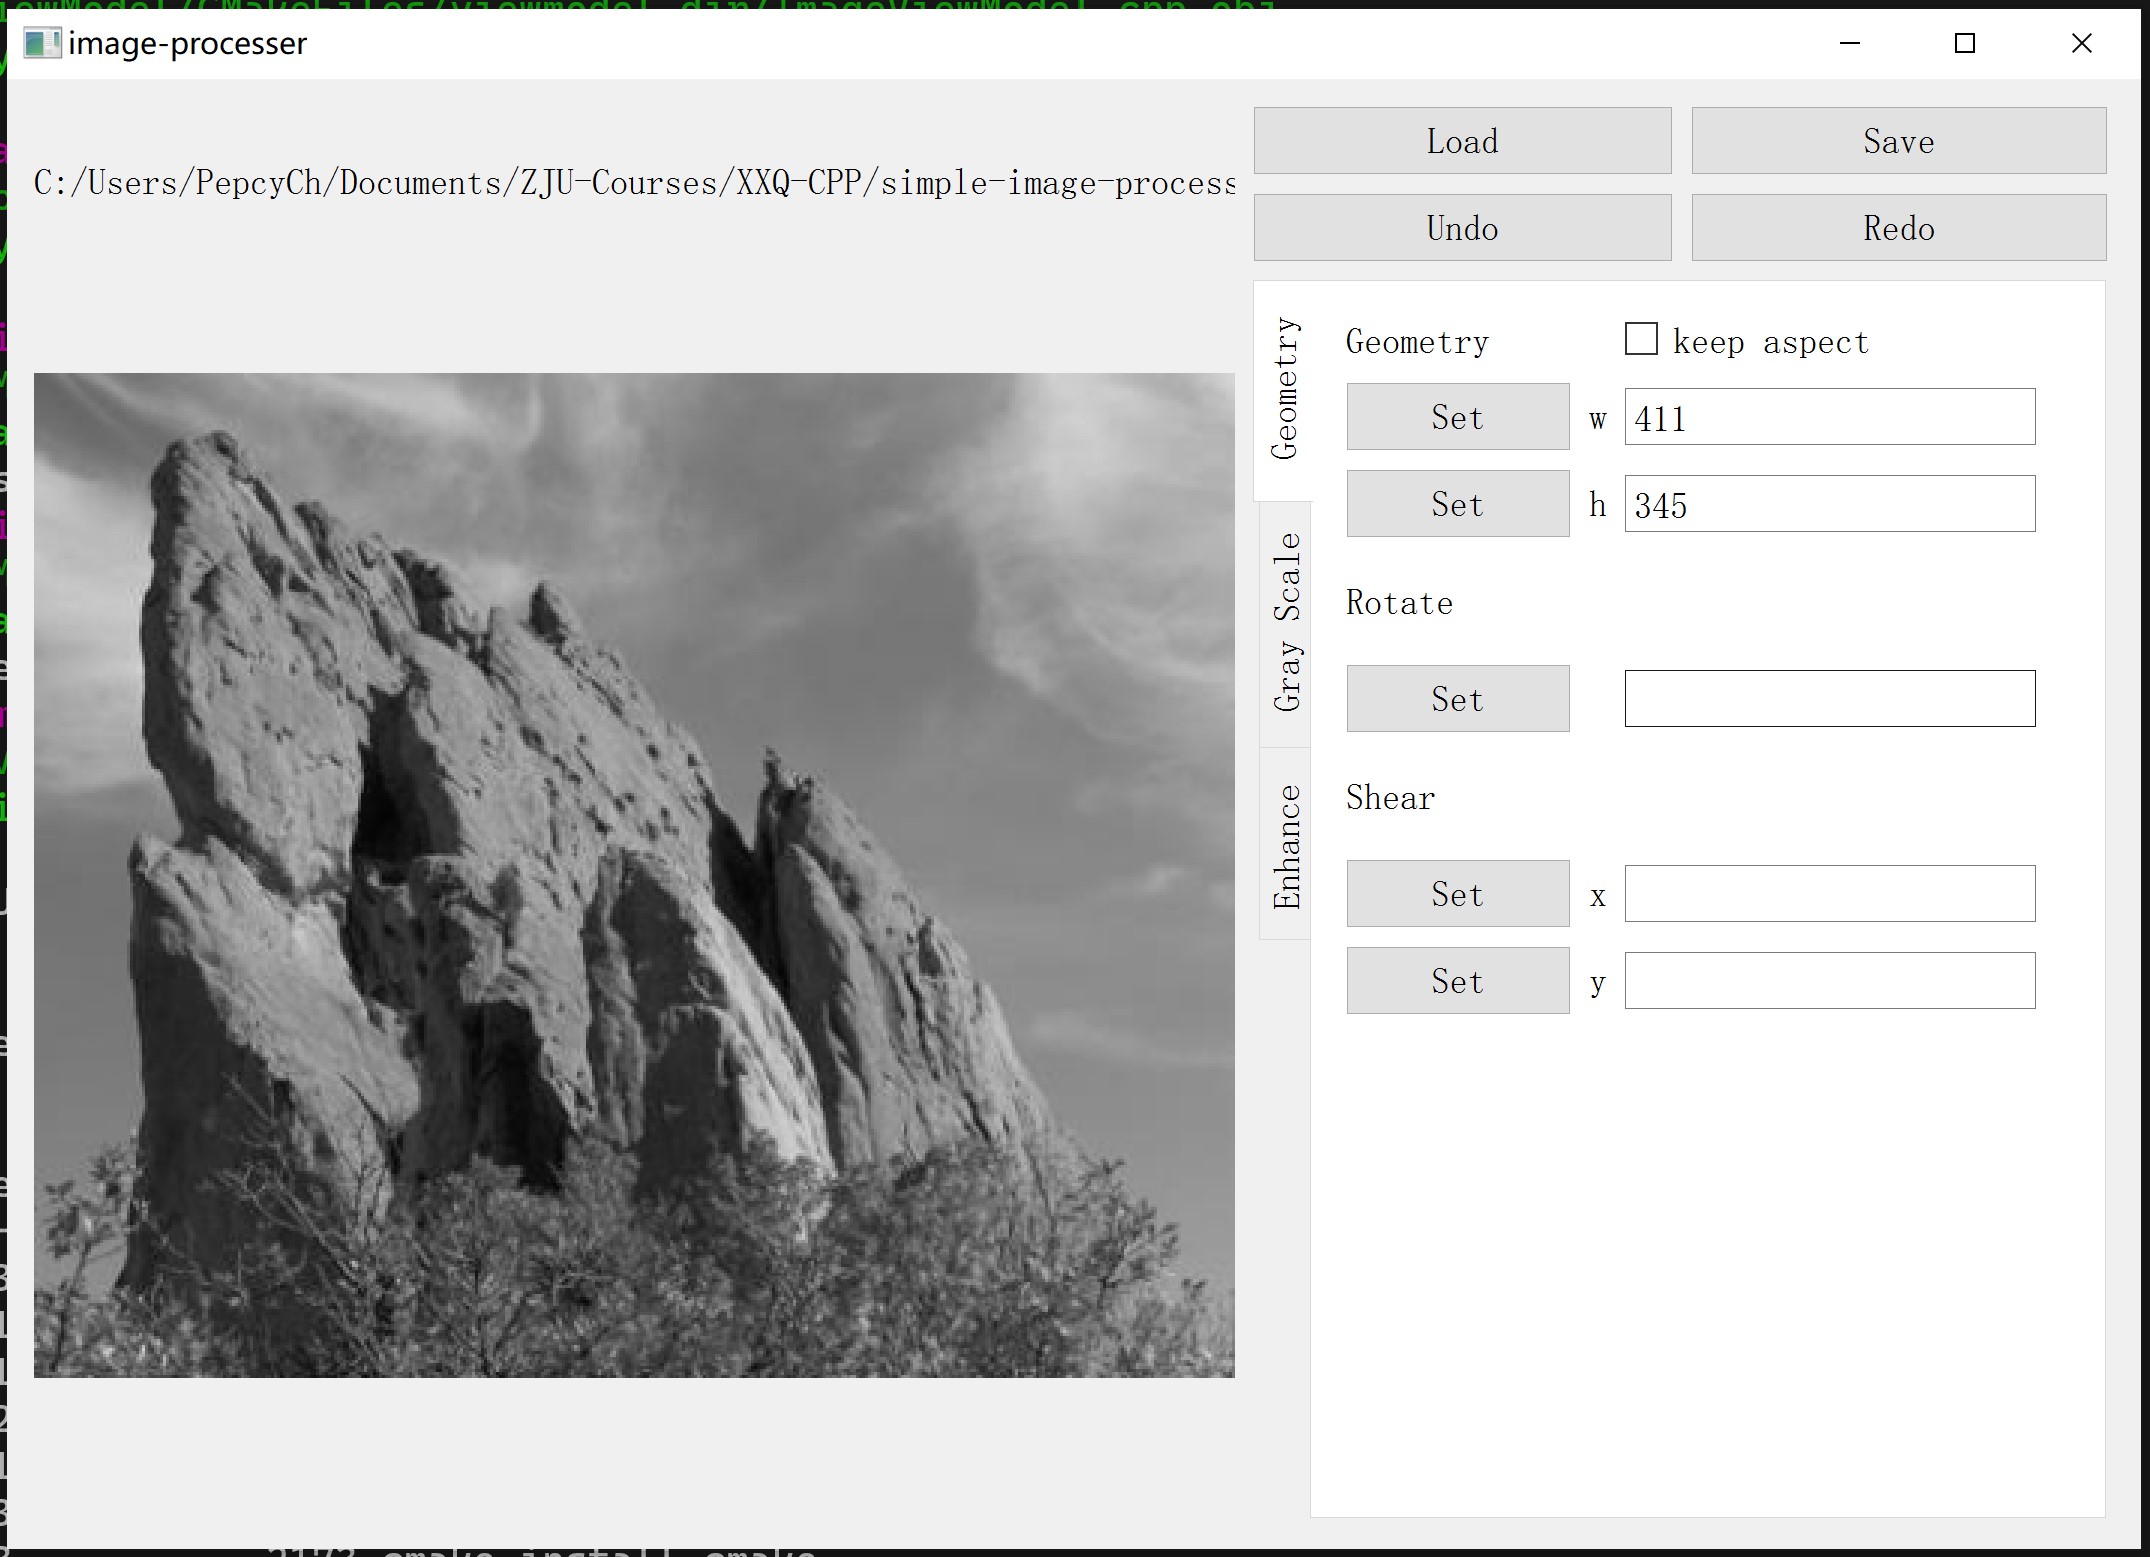 image-processer
C:/Users/PepcyCh/Documents/ZJU-Courses/XXQ-CPP/simple-image-process
Load
Save
Undo
Redo
Geometry
Gray Scale
Enhance
Geometry
keep aspect
Set w 411
Set h 345
Rotate
Set
Shear
Set x
Set y